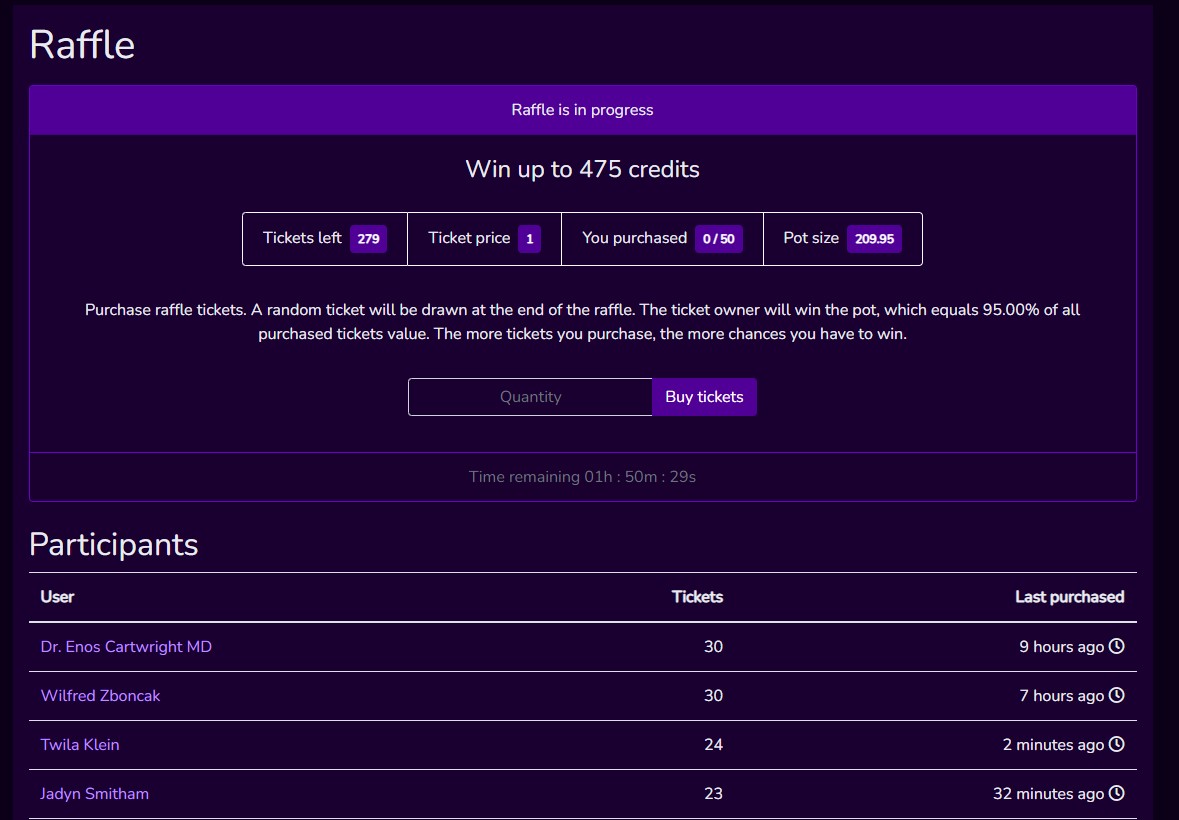 Raffle
Raffle is in progress
Win up to 475 credits
Tickets left 279 Ticket price 1 You purchased 0 / 50 Pot size 209.95
Purchase raffle tickets. A random ticket will be drawn at the end of the raffle. The ticket owner will win the pot, which equals 95.00% of all
purchased tickets value. The more tickets you purchase, the more chances you have to win.
Quantity Buy tickets
Time remaining 01h : 50m : 29s
Participants
User Tickets Last purchased
Dr. Enos Cartwright MD 30 9 hours ago
Wilfred Zboncak 30 7 hours ago
Twila Klein 24 2 minutes ago
Jadyn Smitham 23 32 minutes ago